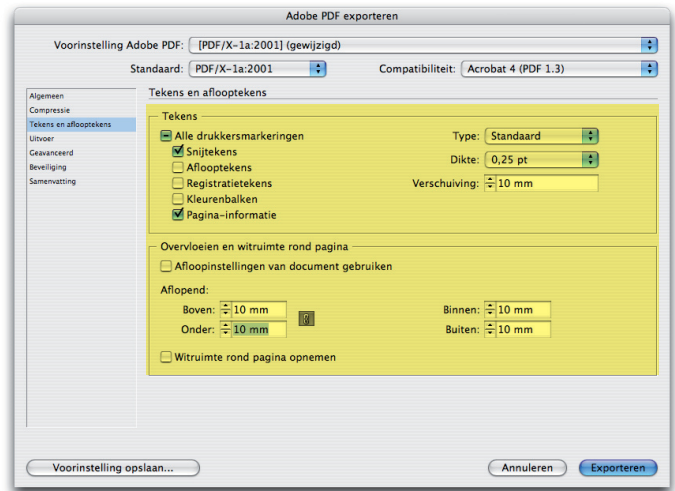 Adobe PDF exporteren
Voorinstelling Adobe PDF: [PDF/X-1a:2001] (gewijzigd)
Standaard: PDF/X-1a:2001 Compatibiliteit: Acrobat 4 (PDF 1.3)
Algemeen
Compressie
Tekens en aflooptekens
Uitvoer
Geavanceerd
Beveiliging
Samenvatting
Tekens en aflooptekens
Tekens
Alle drukkersmarkeringen Type: Standaard
Snijtekens
Aflooptekens Dikte: 0,25 pt
Registratietekens Verschuiving: 10 mm
Kleurenbalken
Pagina-informatie
Overvloeien en witruimte rond pagina
Afloopinstellingen van document gebruiken
Aflopend:
Boven: 10 mm Binnen: 10 mm
Onder: 10 mm Buiten: 10 mm
Witruimte rond pagina opnemen
Voorinstelling opslaan... Annuleren Exporteren